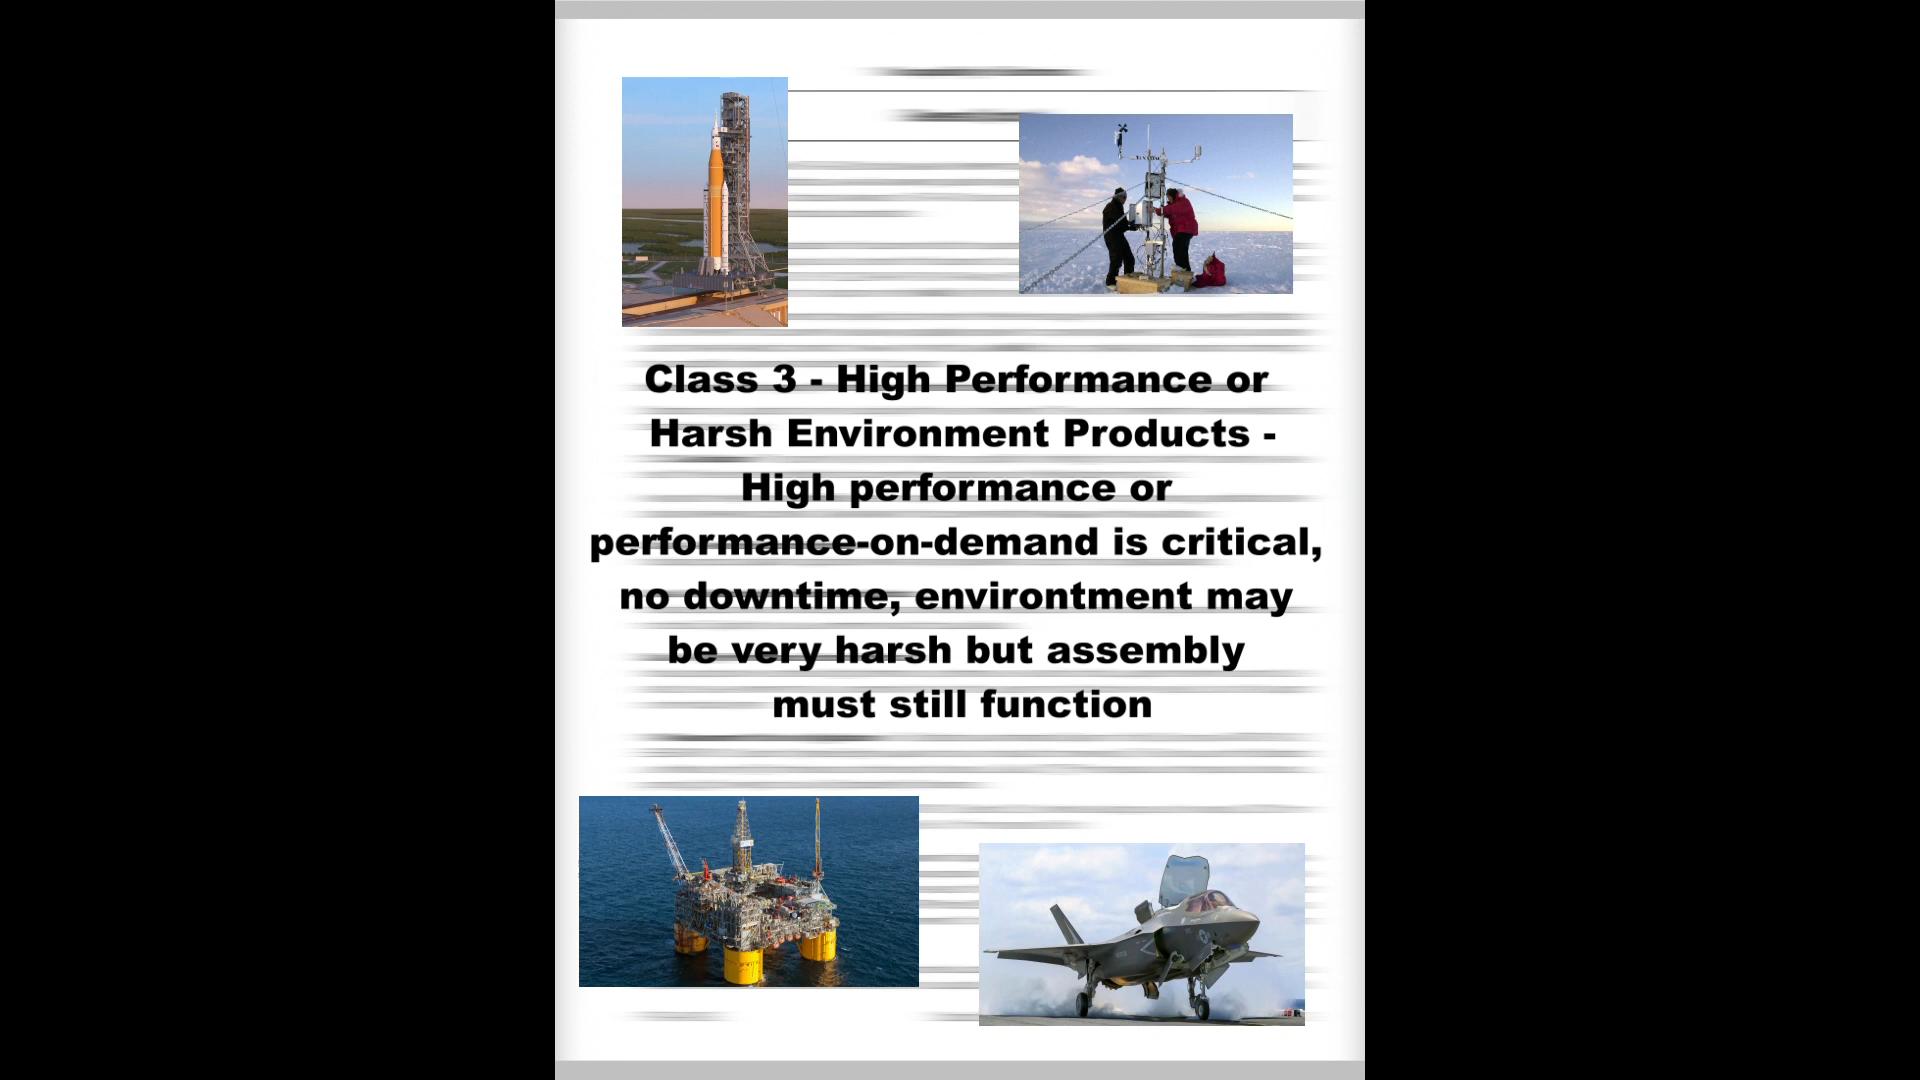 Class 3 - High Performance or
Harsh Environment Products -
High performance or
performance-on-demand is critical,
no downtime, environtment may
be very harsh but assembly
must still function